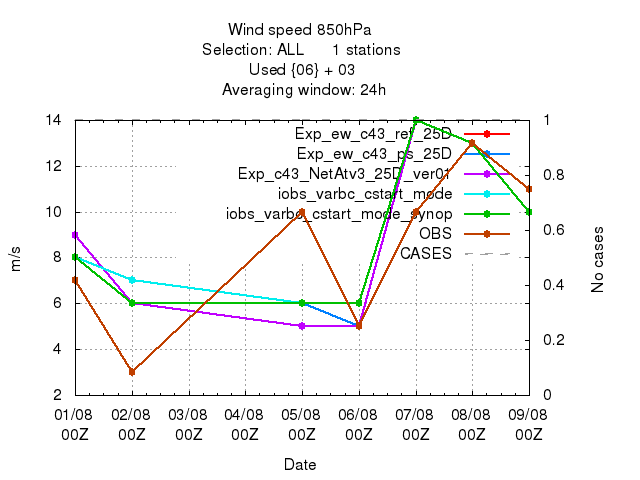 Wind speed 850hPa
Selection: ALL 1 stations
Used {06} + 03
Averaging window: 24h
14
12
10
8
6
4
2
m/s
1
0.8
0.6
0.4
0.2
0
No cases
Exp_ew_c43_ref_25D
Exp_ew_c43_ps_25D
Exp_c43_NetAtv3_25D_ver01
iobs_varbc_cstart_mode
iobs_varbc_cstart_mode_synop
OBS
CASES
01/08 02/08 03/08 04/08 05/08 06/08 07/08 08/08 09/08
00Z 00Z 00Z 00Z 00Z 00Z 00Z 00Z 00Z
Date